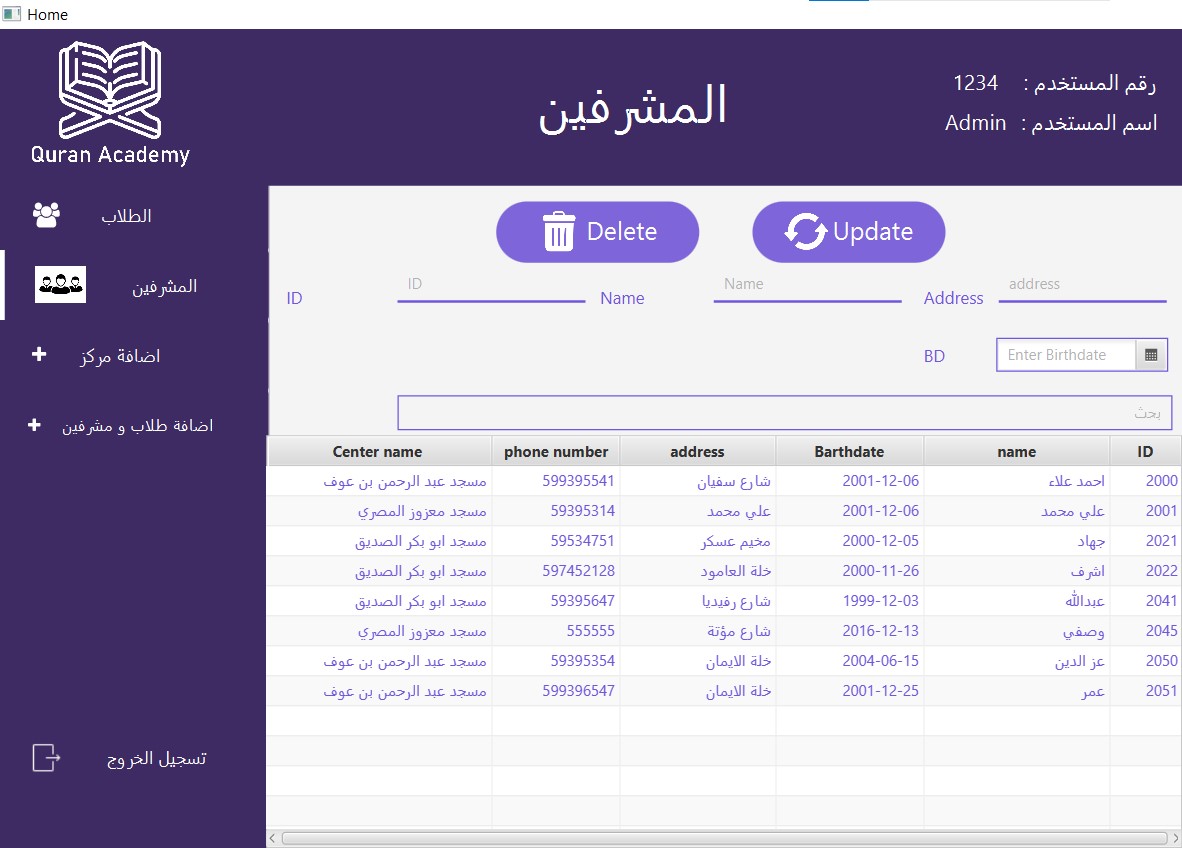 Home
Quran Academy
المشرفين
رقم المستخدم : 1234
اسم المستخدم : Admin
الطلاب
المشرفين
اضافة مركز
اضافة طلاب و مشرفين
تسجيل الخروج
Delete Update
ID ID Name Name Address address
BD Enter Birthdate
بحث
Center name phone number address Barthdate name ID
مسجد عبد الرحمن بن عوف 599395541 شارع سفيان 2001-12-06 احمد علاء 2000
مسجد معزوز المصري 59395314 علي محمد 2001-12-06 علي محمد 2001
مسجد ابو بكر الصديق 59534751 مخيم عسكر 2000-12-05 جهاد 2021
مسجد ابو بكر الصديق 597452128 خلة العامود 2000-11-26 اشرف 2022
مسجد ابو بكر الصديق 59395647 شارع رفيديا 1999-12-03 عبدالله 2041
مسجد معزوز المصري 555555 شارع مؤتة 2016-12-13 وصفي 2045
مسجد عبد الرحمن بن عوف 59395354 خلة الايمان 2004-06-15 عز الدين 2050
مسجد عبد الرحمن بن عوف 599396547 خلة الايمان 2001-12-25 عمر 2051